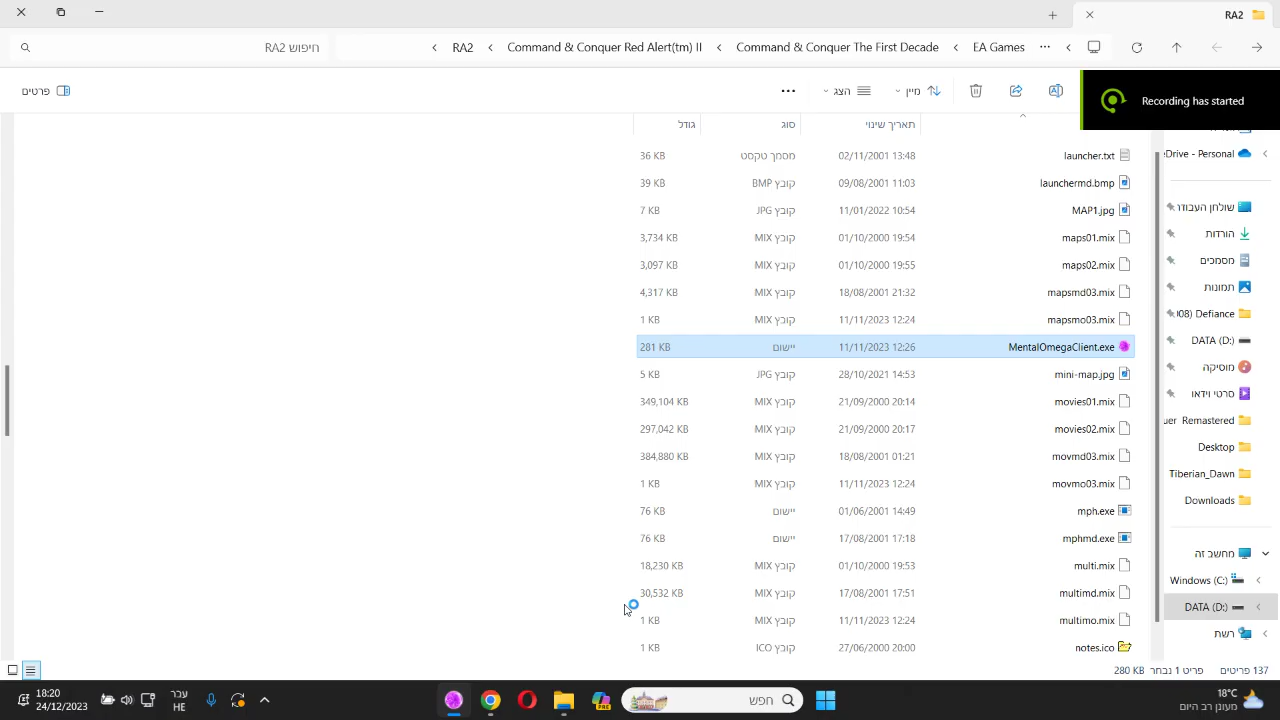 RA2
חיפוש RA2
RA2
Command & Conquer Red Alert(tm) II
Command & Conquer The First Decade
EA Games
פרטים
הצג
מיין
Recording has started
גודל
סוג
תאריך שינוי
launcher.txt 02/11/2001 13:48 מסמך טקסט 36 KB
launchermd.bmp 09/08/2001 11:03 קובץ BMP 39 KB
MAP1.jpg 11/01/2022 10:54 קובץ JPG 7 KB
maps01.mix 01/10/2000 19:54 קובץ MIX 3,734 KB
maps02.mix 01/10/2000 19:55 קובץ MIX 3,097 KB
mapsmd03.mix 18/08/2001 21:32 קובץ MIX 4,317 KB
mapsmo03.mix 11/11/2023 12:24 קובץ MIX 1 KB
MentalOmegaClient.exe 11/11/2023 12:26 יישום 281 KB
mini-map.jpg 28/10/2021 14:53 קובץ JPG 5 KB
movies01.mix 21/09/2000 20:14 קובץ MIX 349,104 KB
movies02.mix 21/09/2000 20:17 קובץ MIX 297,042 KB
movmd03.mix 18/08/2001 01:21 קובץ MIX 384,880 KB
movmo03.mix 11/11/2023 12:24 קובץ MIX 1 KB
mph.exe 01/06/2001 14:49 יישום 76 KB
mphmd.exe 17/08/2001 17:18 יישום 76 KB
multi.mix 01/10/2000 19:53 קובץ MIX 18,230 KB
multimd.mix 17/08/2001 17:51 קובץ MIX 30,532 KB
multimo.mix 11/11/2023 12:24 קובץ MIX 1 KB
notes.ico 27/06/2000 20:00 קובץ ICO 1 KB
eDrive - Personal
שולחן העבודה
הורדות
מסמכים
תמונות
08) Defiance
DATA (D:)
מוסיקה
סרטי וידאו
uer Remastered
Desktop
Tiberian_Dawn
Downloads
מחשב זה
Windows (C:)
DATA (D:)
רשת
137 פריטים
פריט 1 נבחר 280 KB
18:20
24/12/2023
עבר
HE
PRE
חפש
18°C
מעונן רב היום